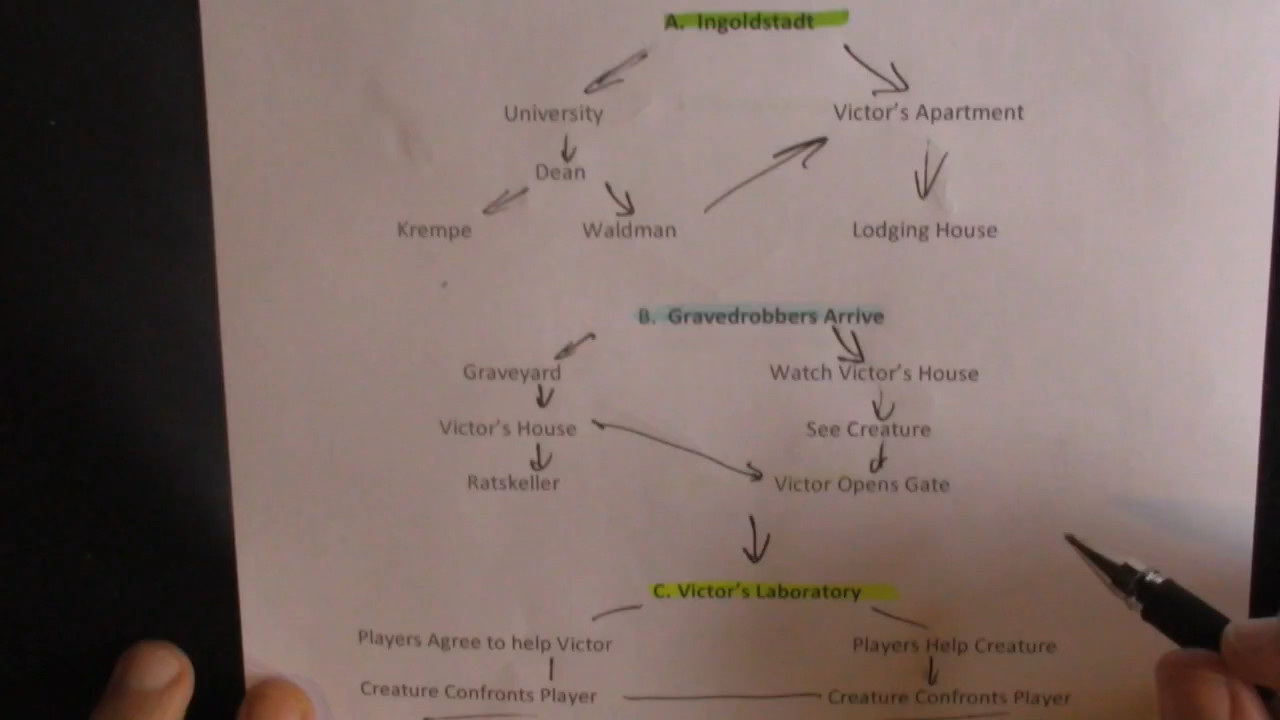 A. Ingoldstadt
University Victor's Apartment
Dean
Krempe Waldman Lodging House
B. Gravedrobbers Arrive
Graveyard Watch Victor's House
Victor's House See Creature
Ratskeller Victor Opens Gate
C. Victor's Laboratory
Players Agree to help Victor Players Help Creature
Creature Confronts Player Creature Confronts Player